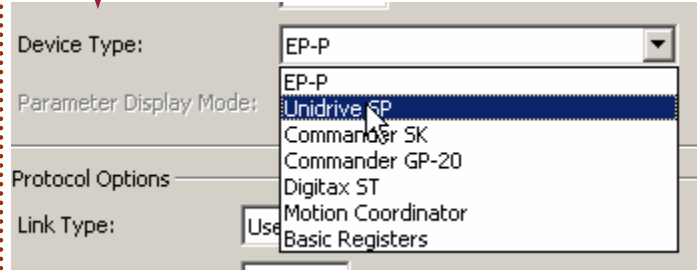 Device Type: EP-P
EP-P
Parameter Display Mode: Unidrive SP
Commander SK
Commander GP-20
Protocol Options
Digitax ST
Link Type: Use
Motion Coordinator
Basic Registers